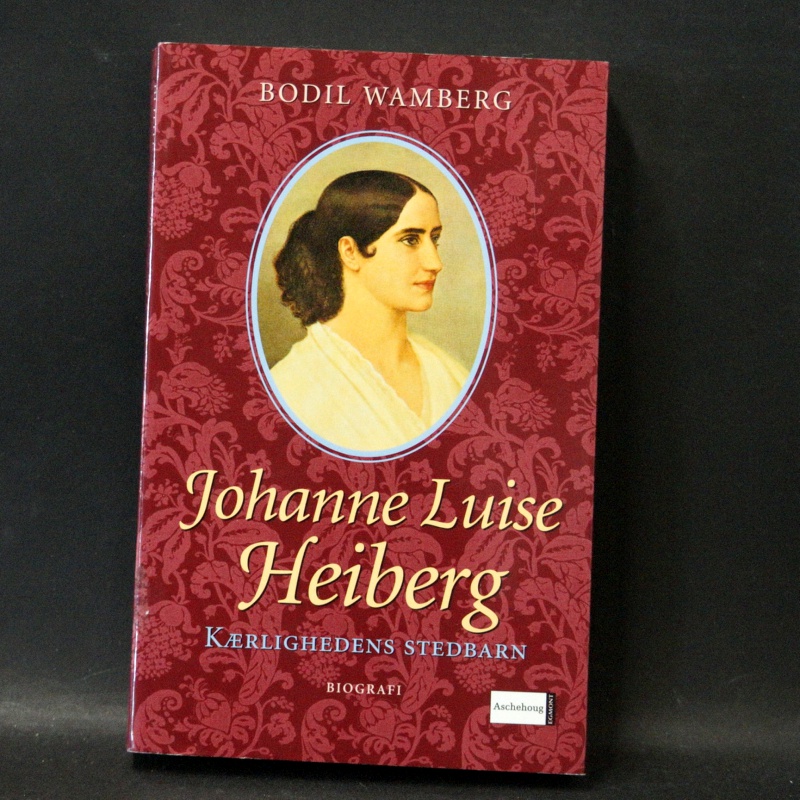 BODIL WAMBERG
Johanne Luise
Heiberg
KÆRLIGHEDENS STEDBARN
BIOGRAFI
Aschehoug
EGMONT